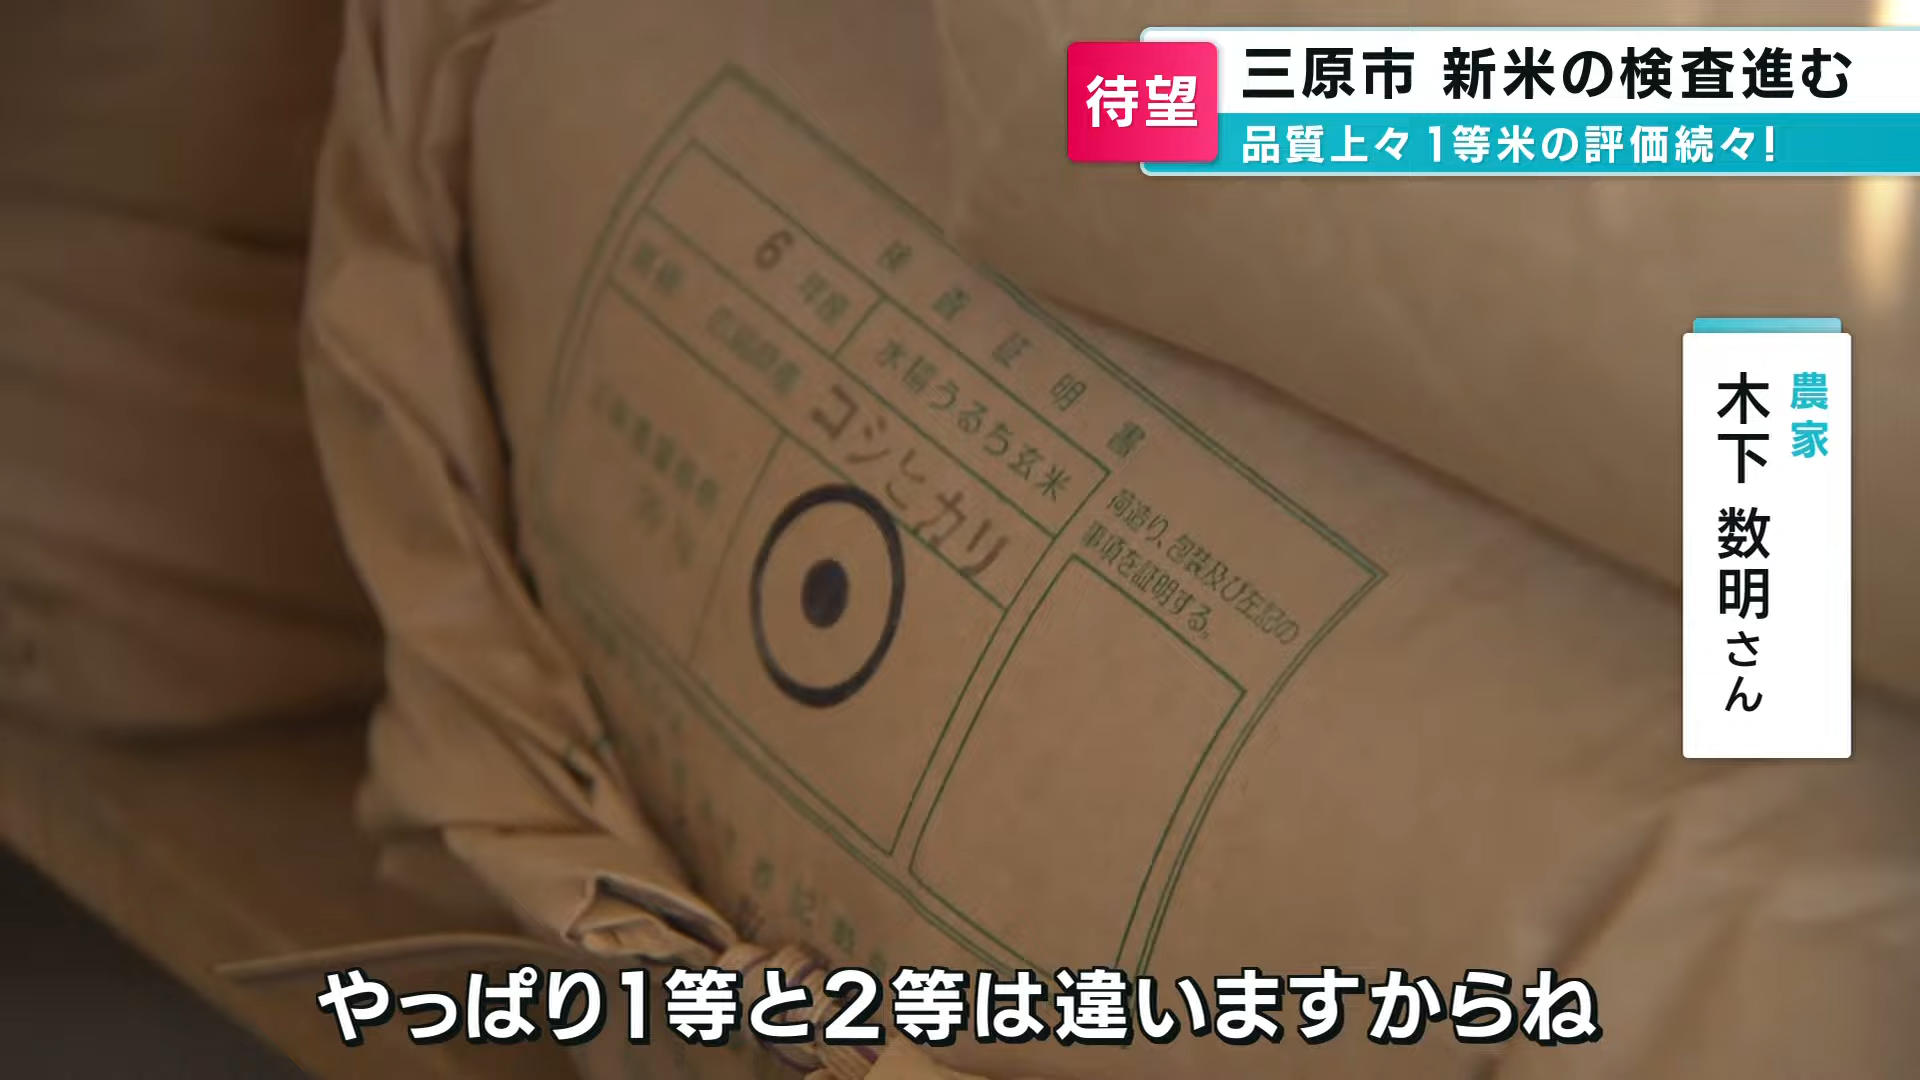 待望
三原市 新米の検査進む
品質上々 1等米の評価続々!
農家
木下 数明さん
検査証明書
6年産
水稲うるち玄米
コシヒカリ
荷造り、包装及び左記の
事項を証明する。
やっぱり1等と2等は違いますからね